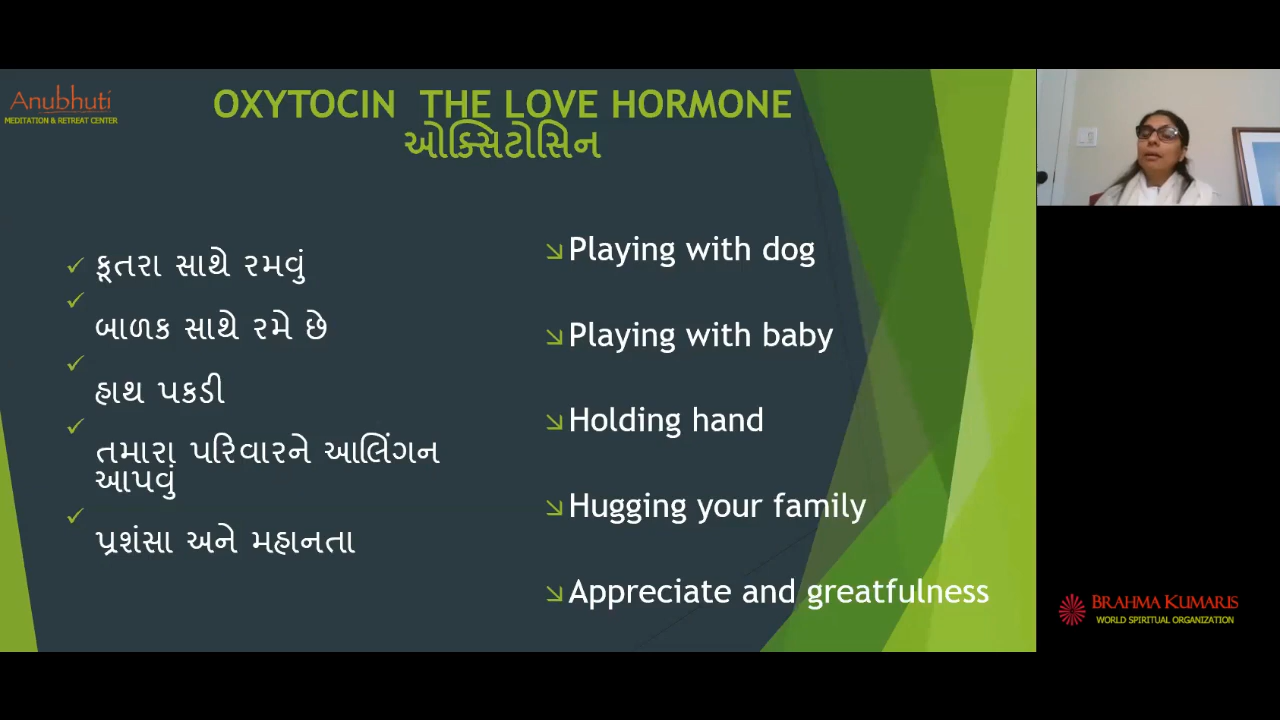 Anubhuti
MEDITATION & RETREAT CENTER
OXYTOCIN THE LOVE HORMONE
ઓક્સિટોસિન
કૂતરા સાથે રમવું
બાળક સાથે રમે છે
હાથ પકડી
તમારા પરિવારને આલિંગન
આપવું
પ્રશંસા અને મહાનતા
Playing with dog
Playing with baby
Holding hand
Hugging your family
Appreciate and greatfulness
BRAHMA KUMARIS
WORLD SPIRITUAL ORGANIZATION